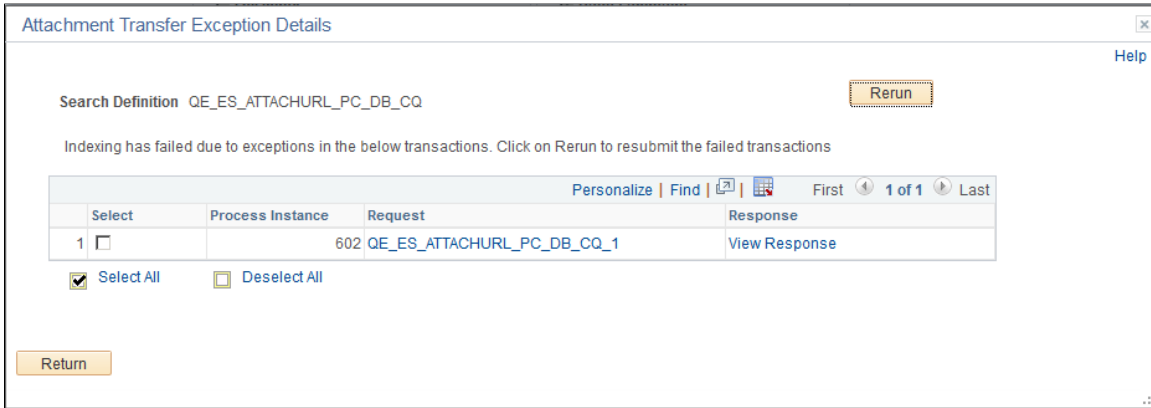 Attachment Transfer Exception Details
Help
Search Definition QE_ES_ATTACHURL_PC_DB_CQ
Rerun
Indexing has failed due to exceptions in the below transactions. Click on Rerun to resubmit the failed transactions
Personalize | Find | | First 1 of 1 Last
Select Process Instance Request Response
1 602 QE_ES_ATTACHURL_PC_DB_CQ_1 View Response
Select All Deselect All
Return